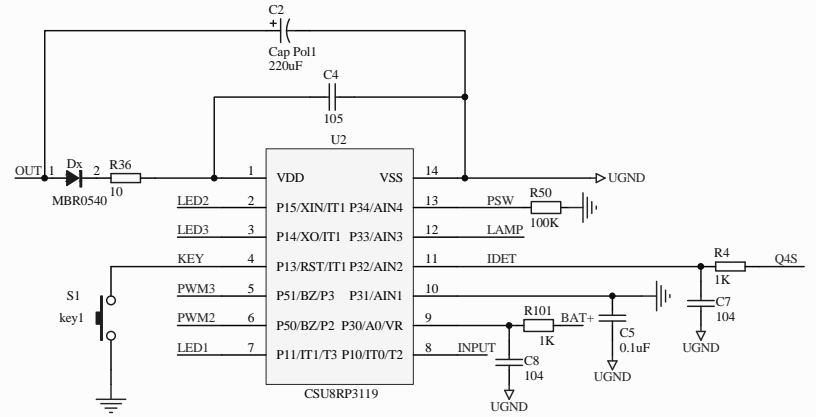 C2
+
Cap Pol1
220uF
C4
105
U2
OUT 1 Dx 2 R36
10
MBR0540
1 VDD VSS 14 UGND
LED2 2 P15/XIN/IT1 P34/AIN4 13 PSW R50
100K
LED3 3 P14/XO/IT1 P33/AIN3 12 LAMP
KEY 4 P13/RST/IT1 P32/AIN2 11 IDET R4 Q4S
1K
PWM3 5 P51/BZ/P3 P31/AIN1 10
S1
key1
PWM2 6 P50/BZ/P2 P30/A0/VR 9 R101 BAT+
1K
C5
0.1uF
C7
104
LED1 7 P11/IT1/T3 P10/IT0/T2 8 INPUT
C8
104
UGND
UGND
UGND
CSU8RP3119